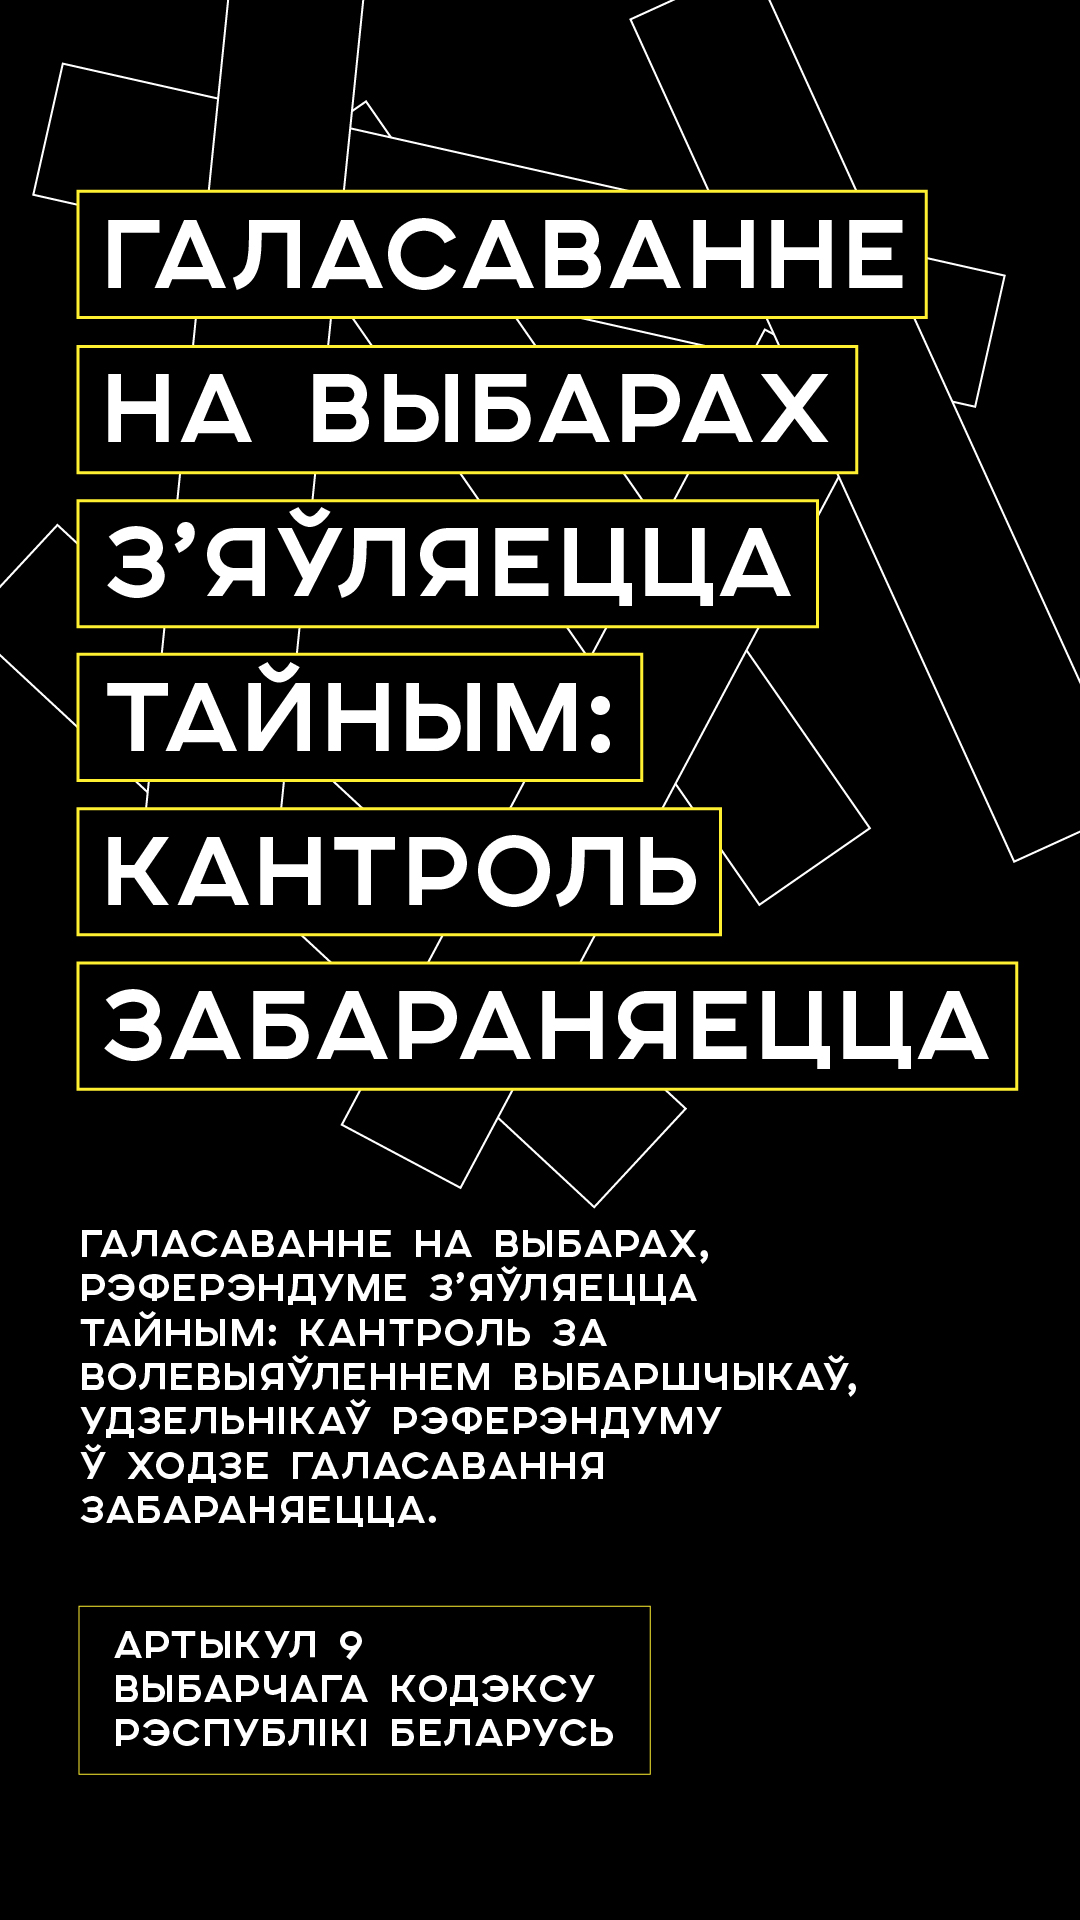 ГАЛАСАВАННЕ
НА ВЫБАРАХ
З’ЯЎЛЯЕЦЦА
ТАЙНЫМ:
КАНТРОЛЬ
ЗАБАРАНЯЕЦЦА
ГАЛАСАВАННЕ НА ВЫБАРАХ,
РЭФЕРЭНДУМЕ З’ЯЎЛЯЕЦЦА
ТАЙНЫМ: КАНТРОЛЬ ЗА
ВОЛЕВЫЯЎЛЕННЕМ ВЫБАРШЧЫКАЎ,
УДЗЕЛЬНІКАЎ РЭФЕРЭНДУМУ
Ў ХОДЗЕ ГАЛАСАВАННЯ
ЗАБАРАНЯЕЦЦА.
АРТЫКУЛ 9
ВЫБАРЧАГА КОДЭКСУ
РЭСПУБЛІКІ БЕЛАРУСЬ